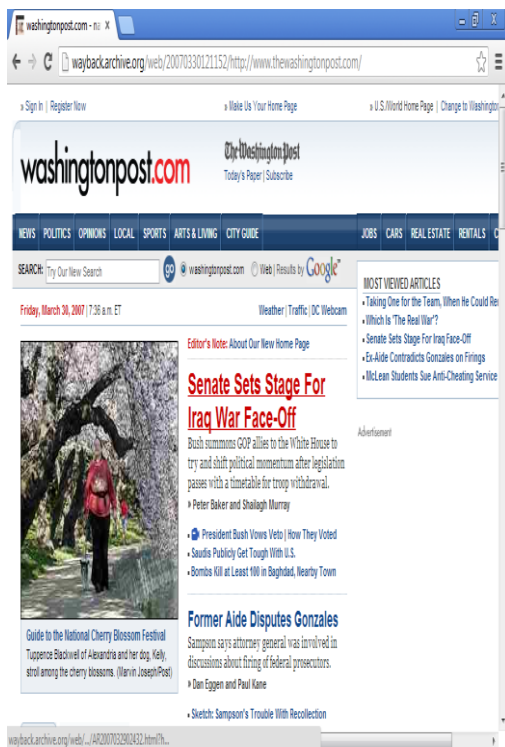 washingtonpost.com - na
wayback.archive.org/web/20070330121152/http://www.thewashingtonpost.com/
» Sign In | Register Now
» Make Us Your Home Page
» U.S./World Home Page | Change to Washington
washingtonpost.com
The Washington Post
Today's Paper | Subscribe
NEWS POLITICS OPINIONS LOCAL SPORTS ARTS & LIVING CITY GUIDE
JOBS CARS REAL ESTATE RENTALS C
SEARCH: Try Our New Search go washingtonpost.com Web | Results by Google™
MOST VIEWED ARTICLES
Taking One for the Team, When He Could Re
Which Is 'The Real War'?
Senate Sets Stage For Iraq Face-Off
Ex-Aide Contradicts Gonzales on Firings
McLean Students Sue Anti-Cheating Service
Advertisement
Friday, March 30, 2007 | 7:36 a.m. ET
Weather | Traffic | DC Webcam
Editor's Note: About Our New Home Page
Senate Sets Stage For
Iraq War Face-Off
Bush summons GOP allies to the White House to
try and shift political momentum after legislation
passes with a timetable for troop withdrawal.
» Peter Baker and Shailagh Murray
President Bush Vows Veto | How They Voted
Saudis Publicly Get Tough With U.S.
Bombs Kill at Least 100 in Baghdad, Nearby Town
Guide to the National Cherry Blossom Festival
Tuppence Blackwell of Alexandria and her dog, Kelly,
stroll among the cherry blossoms. (Marvin Joseph/Post)
Former Aide Disputes Gonzales
Sampson says attorney general was involved in
discussions about firing of federal prosecutors.
» Dan Eggen and Paul Kane
Sketch: Sampson's Trouble With Recollection
wayback.archive.org/web/.../AR2007032902432.html?h...